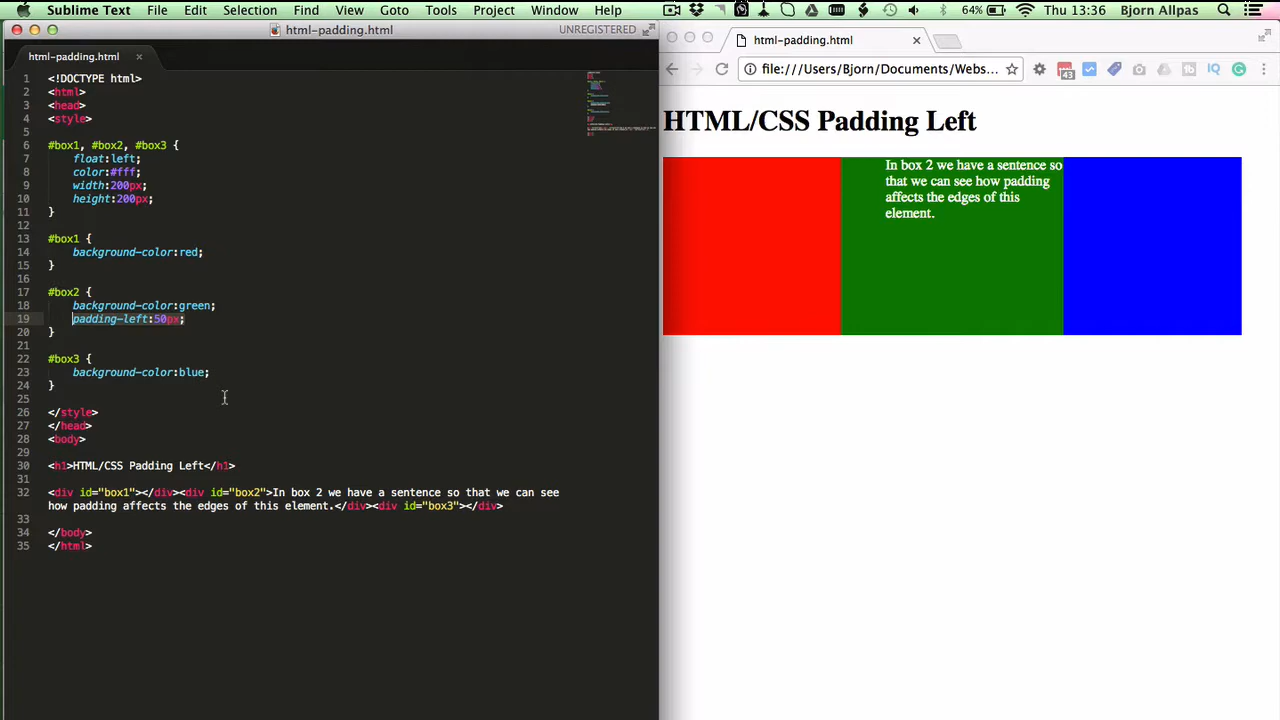 Sublime Text File Edit Selection Find View Goto Tools Project Window Help 64% Thu 13:36 Bjorn Allpas
html-padding.html UNREGISTERED
html-padding.html ×
1 <!DOCTYPE html>
2 <html>
3 <head>
4 <style>
5
6 #box1, #box2, #box3 {
7 float:left;
8 color:#fff;
9 width:200px;
10 height:200px;
11 }
12
13 #box1 {
14 background-color:red;
15 }
16
17 #box2 {
18 background-color:green;
19 padding-left:50px;
20 }
21
22 #box3 {
23 background-color:blue;
24 }
25
26 </style>
27 </head>
28 <body>
29
30 <h1>HTML/CSS Padding Left</h1>
31
32 <div id="box1"></div><div id="box2">In box 2 we have a sentence so that we can see
how padding affects the edges of this element.</div><div id="box3"></div>
33
34 </body>
35 </html>
html-padding.html ×
file:///Users/Bjorn/Documents/Webs...
43
IQ
HTML/CSS Padding Left
In box 2 we have a sentence so
that we can see how padding
affects the edges of this
element.